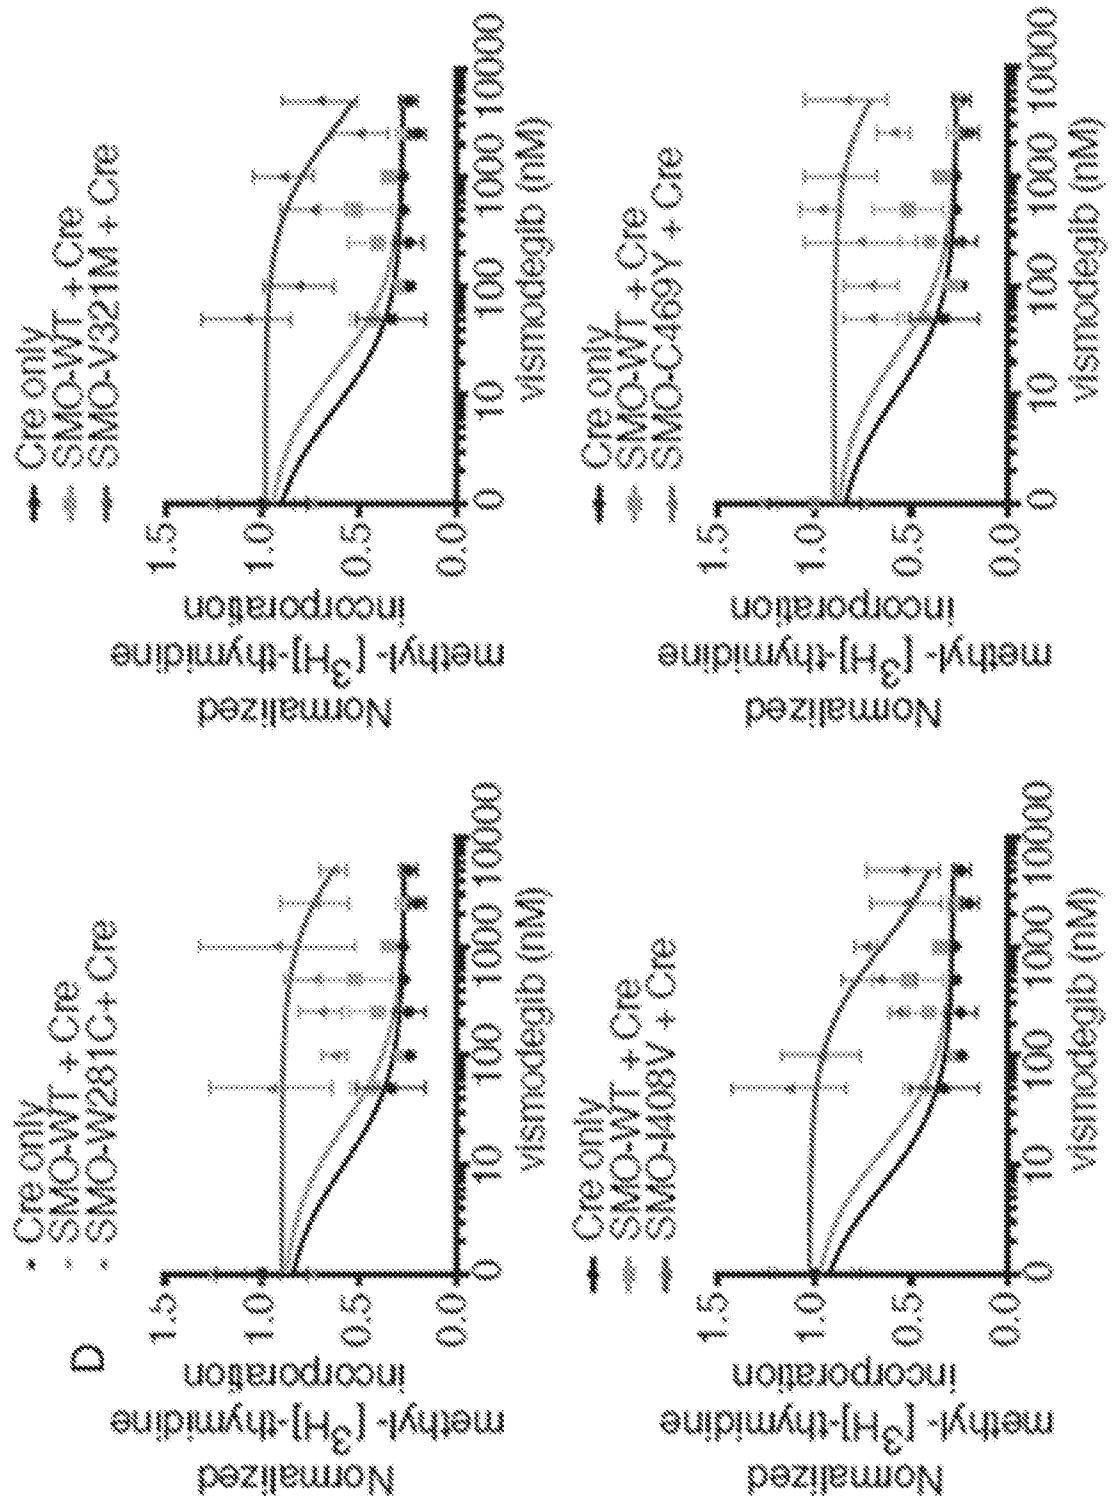 D
Cre only
SMO-WT + Cre
SMO-W281C+ Cre
Normalized
methyl- [³H]-thymidine
incorporation
1.5
1.0
0.5
0.0
0 10 100 1000 10000
vismodegib (nM)
Cre only
SMO-WT + Cre
SMO-V321M + Cre
Normalized
methyl- [³H]-thymidine
incorporation
1.5
1.0
0.5
0.0
0 10 100 1000 10000
vismodegib (nM)
Cre only
SMO-WT + Cre
SMO-I408V + Cre
Normalized
methyl- [³H]-thymidine
incorporation
1.5
1.0
0.5
0.0
0 10 100 1000 10000
vismodegib (nM)
Cre only
SMO-WT + Cre
SMO-C469Y + Cre
Normalized
methyl- [³H]-thymidine
incorporation
1.5
1.0
0.5
0.0
0 10 100 1000 10000
vismodegib (nM)